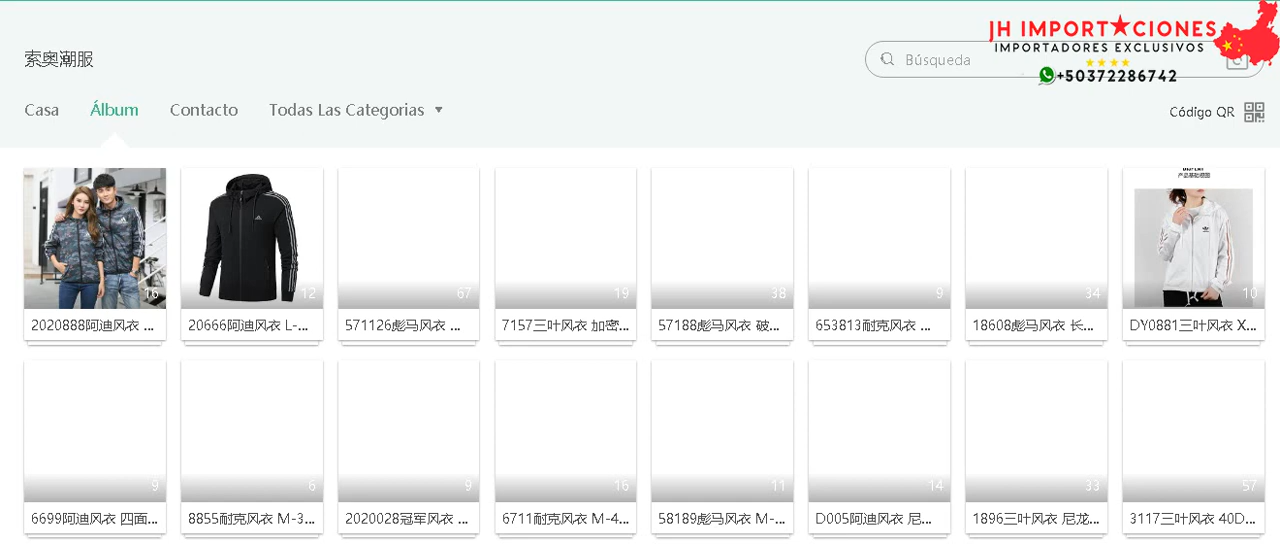 JH IMPORT★CIONES
IMPORTADORES EXCLUSIVOS
+50372286742
索奥潮服
Búsqueda
Casa
Álbum
Contacto
Todas Las Categorias
Código QR
16
12
67
19
38
9
34
产品基础框图
10
2020888阿迪风衣 ...
20666阿迪风衣 L-...
571126彪马风衣 ...
7157三叶风衣 加密...
57188彪马风衣 破...
653813耐克风衣 ...
18608彪马风衣 长...
DY0881三叶风衣 X...
9
6
9
16
11
14
33
57
6699阿迪风衣 四面...
8855耐克风衣 M-3...
2020028冠军风衣 ...
6711耐克风衣 M-4...
58189彪马风衣 M-...
D005阿迪风衣 尼...
1896三叶风衣 尼龙...
3117三叶风衣 40D...